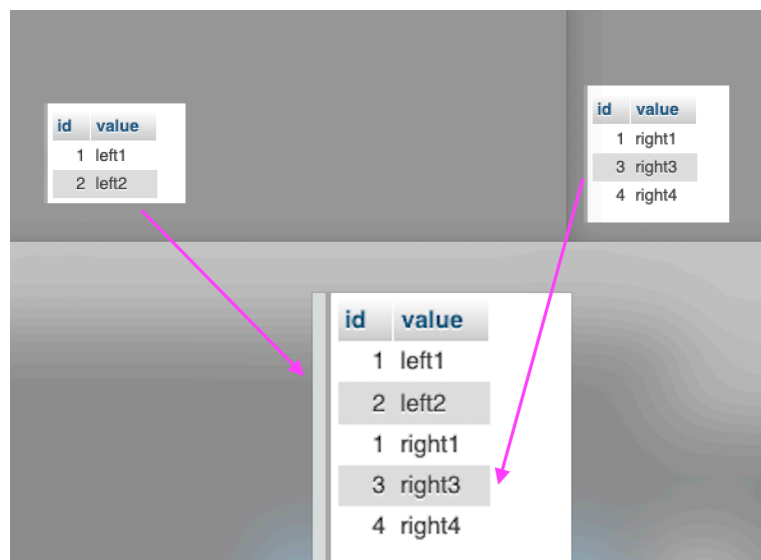 id value
1 left1
2 left2
id value
1 right1
3 right3
4 right4
id value
1 left1
2 left2
1 right1
3 right3
4 right4